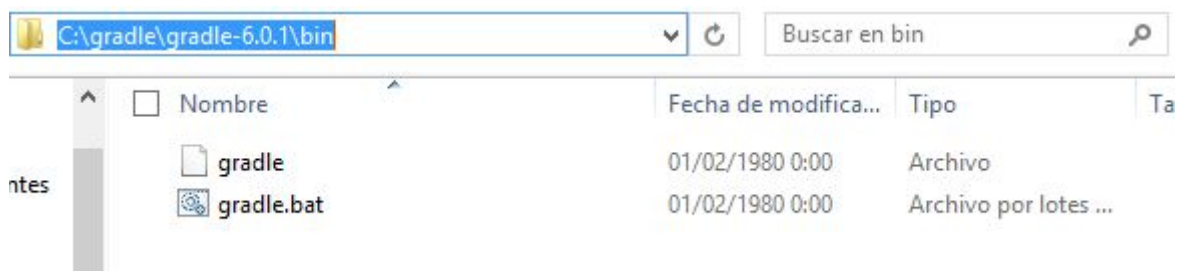 C:\gradle\gradle-6.0.1\bin Buscar en bin
Nombre Fecha de modifica... Tipo Ta
gradle 01/02/1980 0:00 Archivo
ntes
gradle.bat 01/02/1980 0:00 Archivo por lotes ...